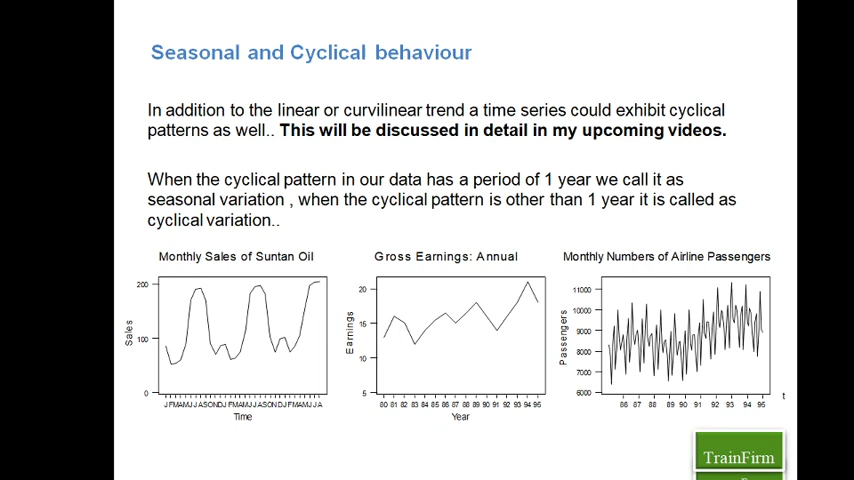 Seasonal and Cyclical behaviour
In addition to the linear or curvilinear trend a time series could exhibit cyclical
patterns as well.. This will be discussed in detail in my upcoming videos.
When the cyclical pattern in our data has a period of 1 year we call it as
seasonal variation , when the cyclical pattern is other than 1 year it is called as
cyclical variation..
Monthly Sales of Suntan Oil
200
100
0
Sales
J FMAMJ JASOND J FMAMJ JASOND J FMAMJ J A
Time
Gross Earnings: Annual
20
15
10
5
Earnings
80 81 82 83 84 85 86 87 88 89 90 91 92 93 94 95
Year
Monthly Numbers of Airline Passengers
11000
10000
9000
8000
7000
6000
Passengers
86 87 88 89 90 91 92 93 94 95
t
TrainFirm